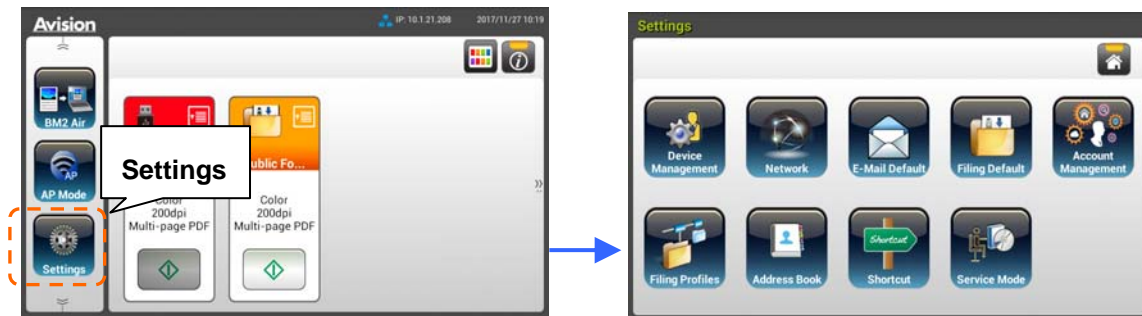 Avision
IP: 10.1.21.208 2017/11/27 10:19
BM2 Air
AP
AP Mode
Settings
Settings
ublic Fo...
Color
200dpi
Multi-page PDF
Color
200dpi
Multi-page PDF
Settings
Device
Management
Network
E-Mail Default
Filing Default
Account
Management
Filing Profiles
Address Book
Shortcut
Shortcut
Service Mode